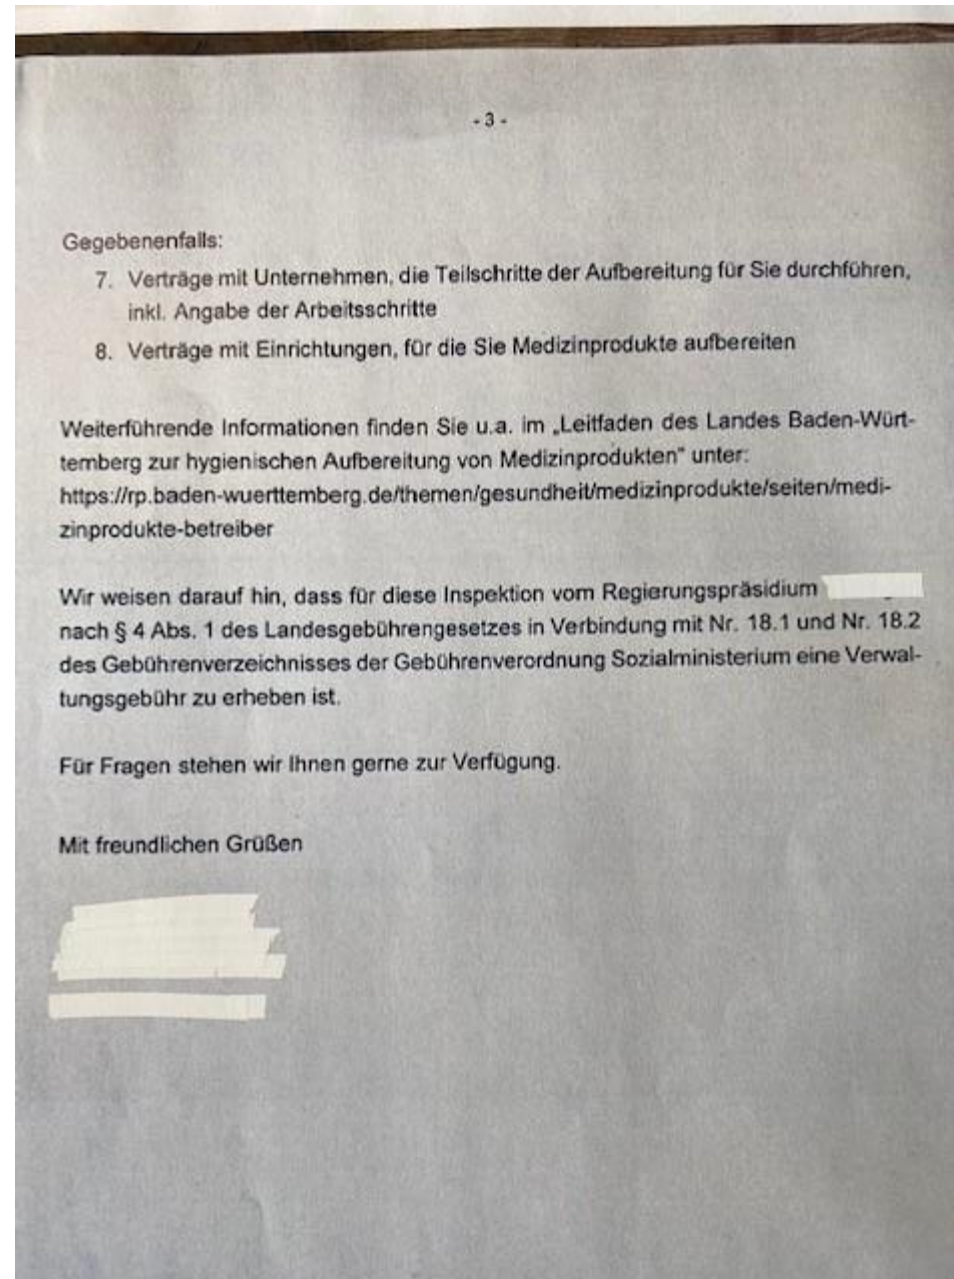 - 3 -
Gegebenenfalls:
7. Verträge mit Unternehmen, die Teilschritte der Aufbereitung für Sie durchführen,
inkl. Angabe der Arbeitsschritte
8. Verträge mit Einrichtungen, für die Sie Medizinprodukte aufbereiten
Weiterführende Informationen finden Sie u.a. im „Leitfaden des Landes Baden-Würt-
temberg zur hygienischen Aufbereitung von Medizinprodukten" unter:
https://rp.baden-wuerttemberg.de/themen/gesundheit/medizinprodukte/seiten/medi-
zinprodukte-betreiber
Wir weisen darauf hin, dass für diese Inspektion vom Regierungspräsidium
nach § 4 Abs. 1 des Landesgebührengesetzes in Verbindung mit Nr. 18.1 und Nr. 18.2
des Gebührenverzeichnisses der Gebührenverordnung Sozialministerium eine Verwal-
tungsgebühr zu erheben ist.
Für Fragen stehen wir Ihnen gerne zur Verfügung.
Mit freundlichen Grüßen